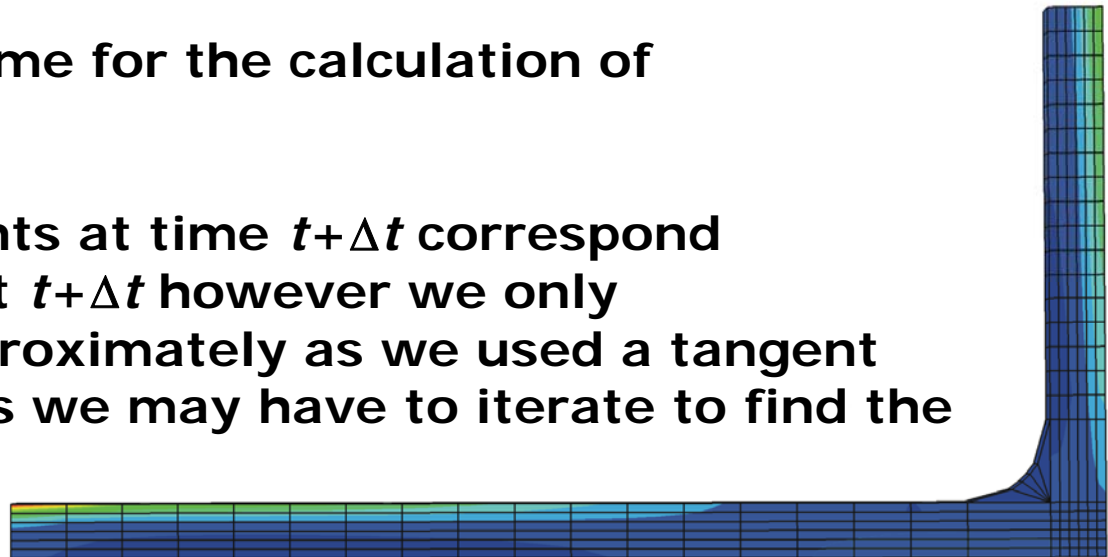 me for the calculation of
nts at time t+Δt correspond
t t+Δt however we only
roximately as we used a tangent
s we may have to iterate to find the